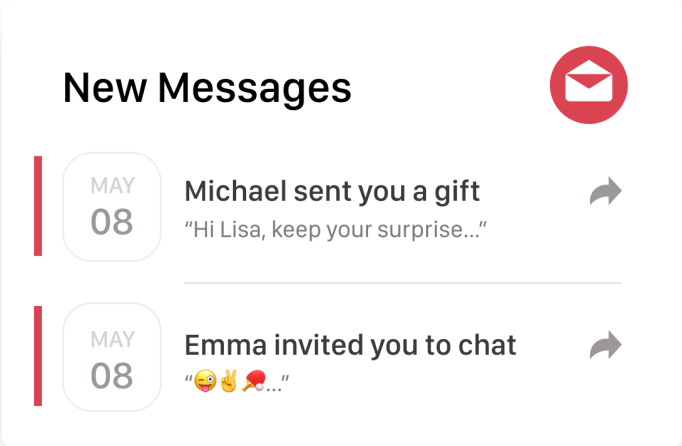 New Messages
MAY
08
Michael sent you a gift
“Hi Lisa, keep your surprise...”
MAY
08
Emma invited you to chat
“😜✌️🏓...”